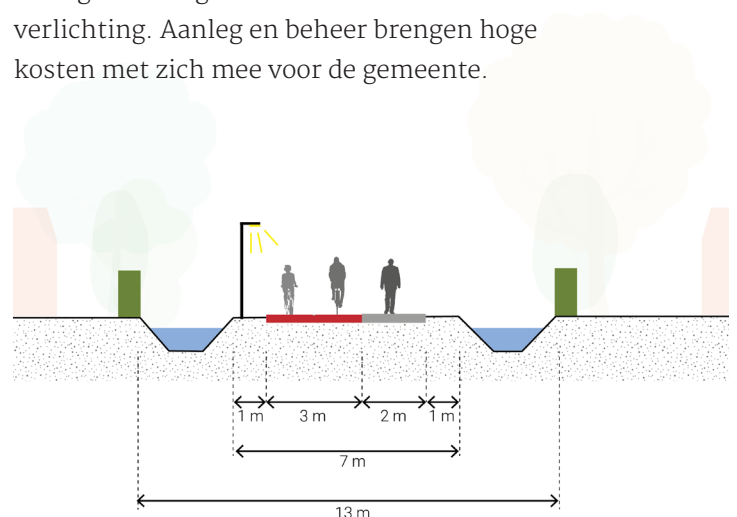 verlichting. Aanleg en beheer brengen hoge
kosten met zich mee voor de gemeente.
1 m 3 m 2 m 1 m
7 m
13 m